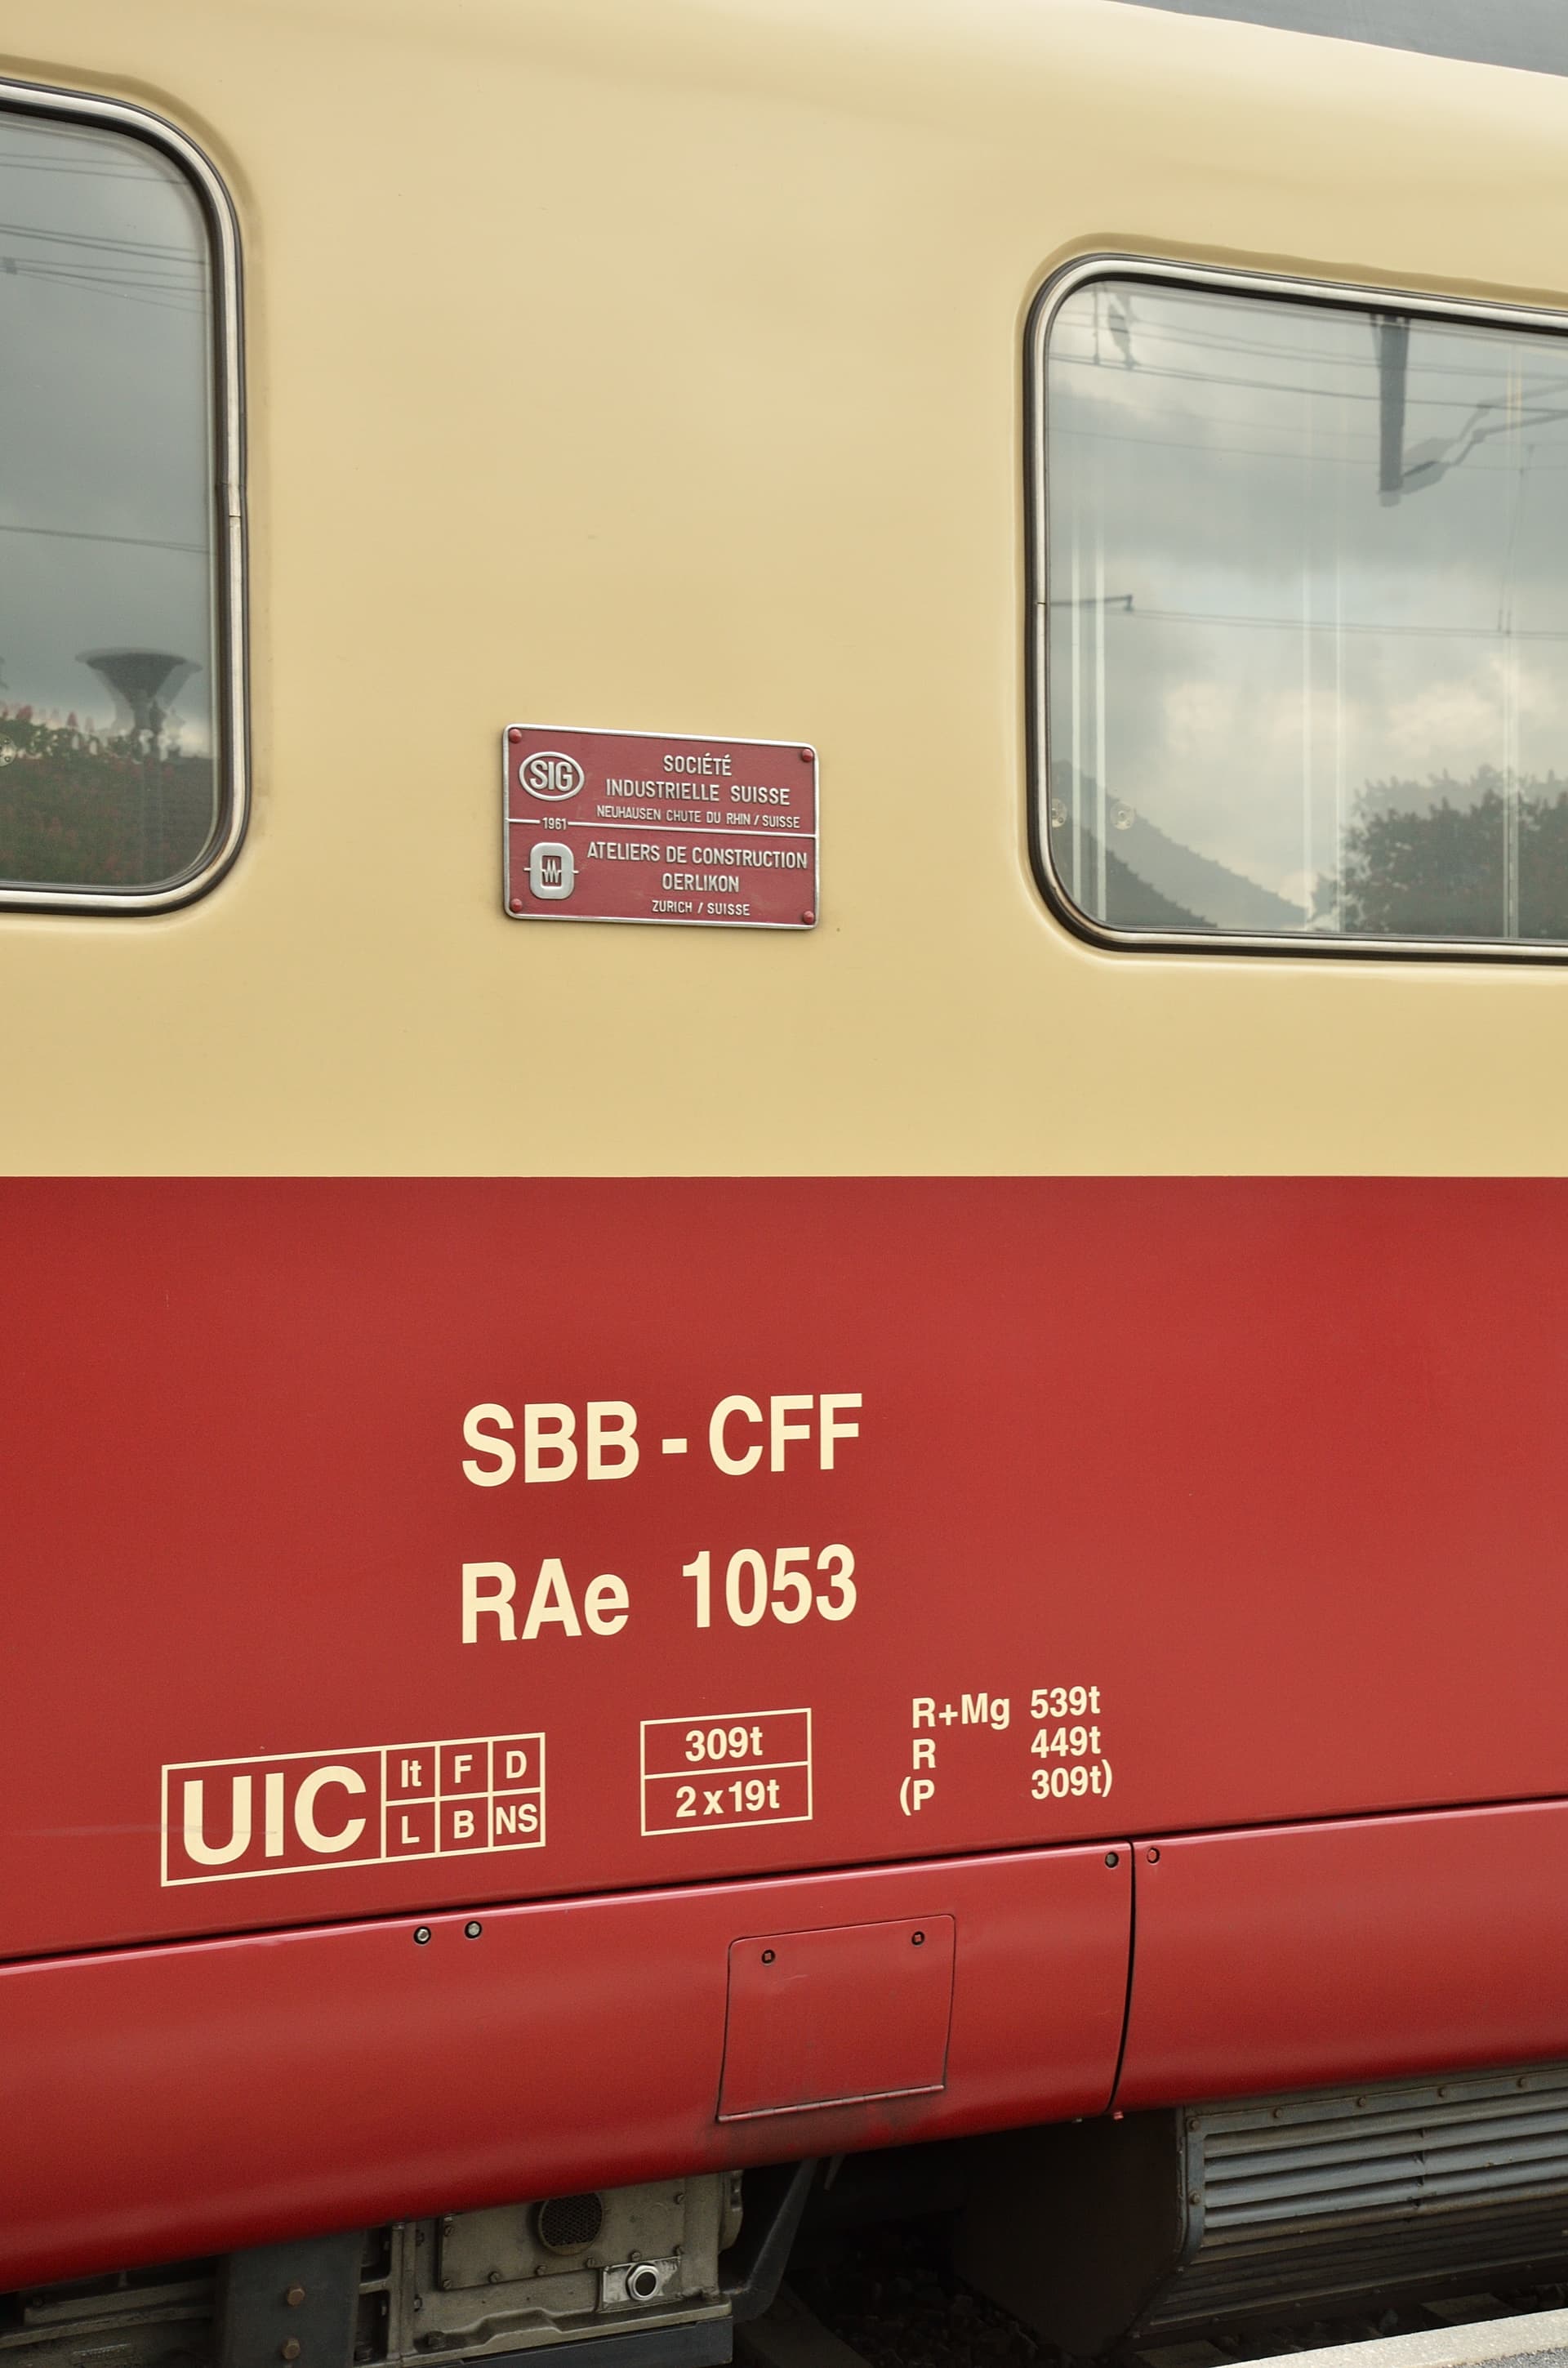 SIG
SOCIÉTÉ
INDUSTRIELLE SUISSE
NEUHAUSEN CHUTE DU RHIN / SUISSE
1961
ATELIERS DE CONSTRUCTION
OERLIKON
ZURICH / SUISSE
SBB - CFF
RAe 1053
UIC It F D
L B NS
309t
2 x 19t
R+Mg 539t
R 449t
(P 309t)